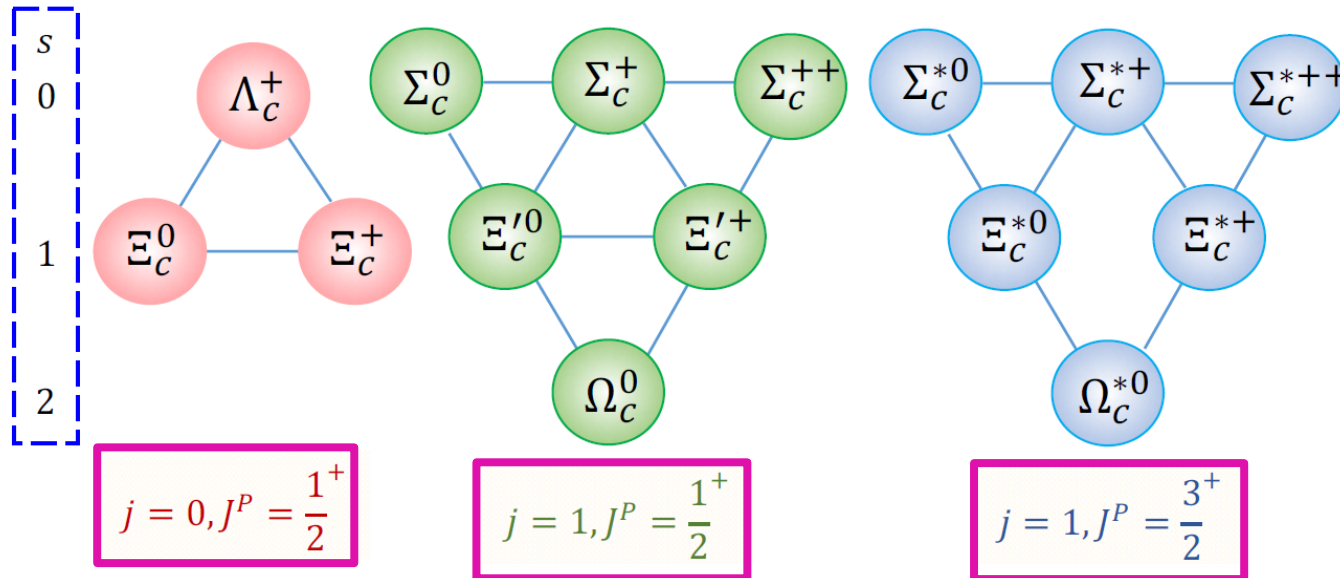 s
0
1
2
Λ_c^+
Ξ_c^0 Ξ_c^+
j = 0, J^P = 1/2^+
Σ_c^0 Σ_c^+ Σ_c^{++}
Ξ_c^{′0} Ξ_c^{′+}
Ω_c^0
j = 1, J^P = 1/2^+
Σ_c^{*0} Σ_c^{*+} Σ_c^{*++}
Ξ_c^{*0} Ξ_c^{*+}
Ω_c^{*0}
j = 1, J^P = 3/2^+